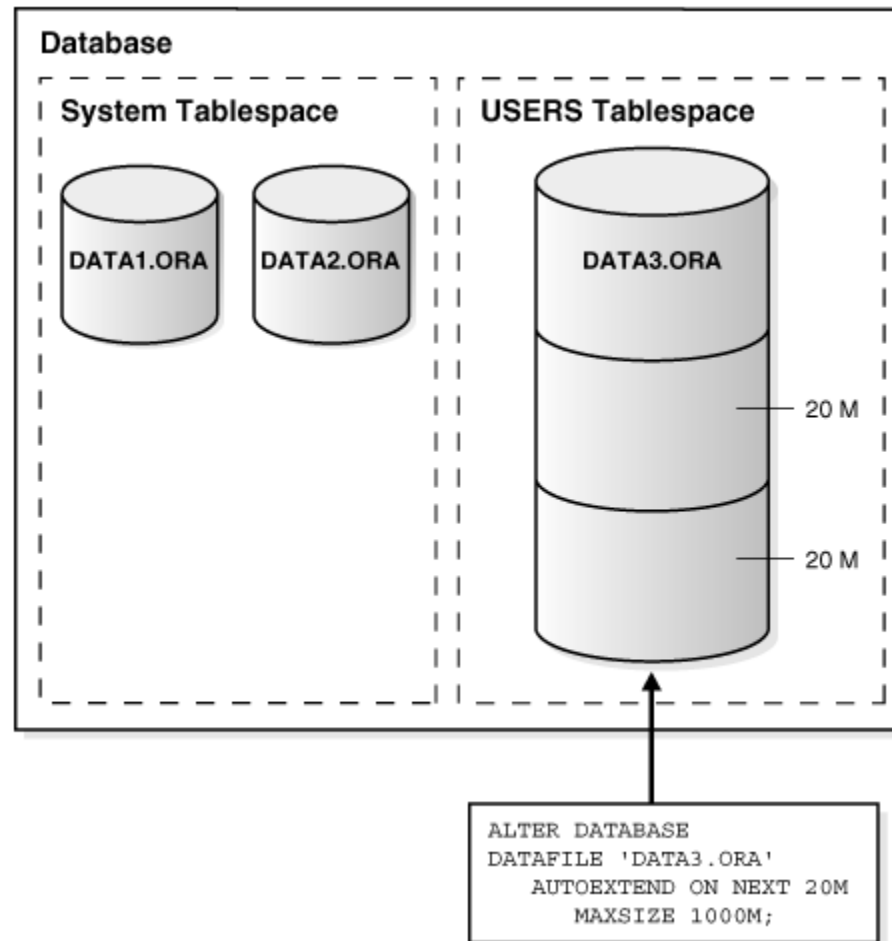 Database
System Tablespace
USERS Tablespace
DATA1.ORA
DATA2.ORA
DATA3.ORA
20 M
20 M
ALTER DATABASE
DATAFILE 'DATA3.ORA'
AUTOEXTEND ON NEXT 20M
MAXSIZE 1000M;